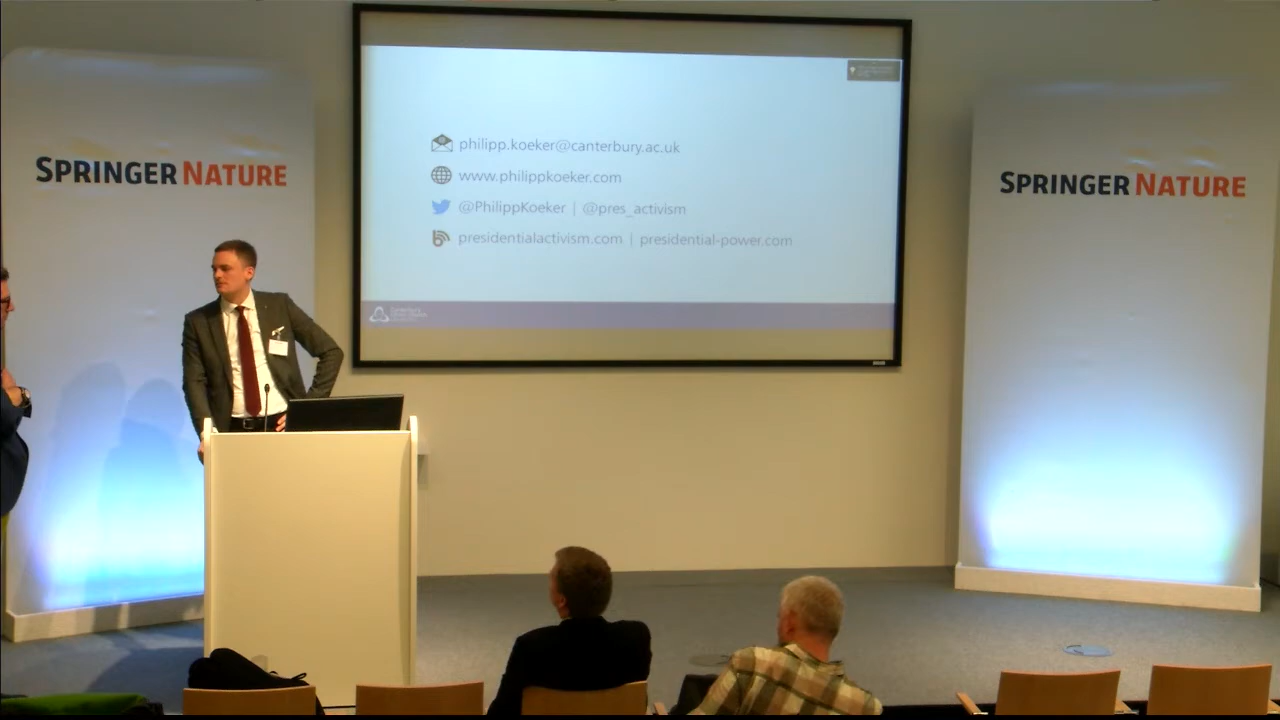 SPRINGER NATURE
philipp.koeker@canterbury.ac.uk
www.philippkoeker.com
@PhilippKoeker | @pres_activism
presidentialactivism.com | presidential-power.com
SPRINGER NATURE